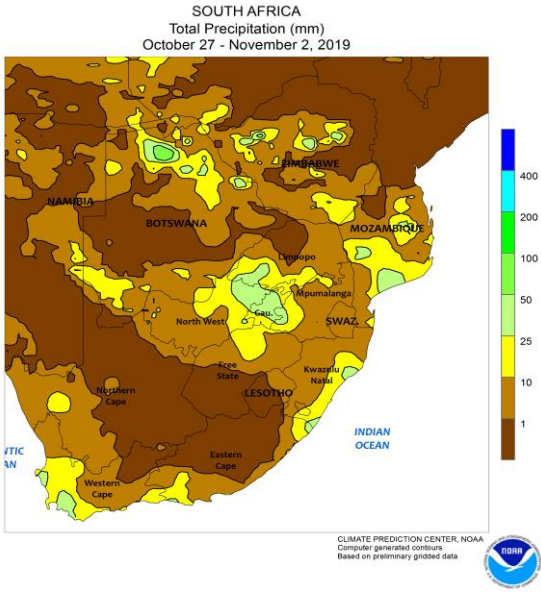 SOUTH AFRICA
Total Precipitation (mm)
October 27 - November 2, 2019
ZIMBABWE
NAMIBIA
BOTSWANA
MOZAMBIQUE
Limpopo
Mpumalanga
Gau.
North West
SWAZ.
Free
State
Kwazulu
Natal
Northern
Cape
LESOTHO
INDIAN
OCEAN
NTIC
AN
Eastern
Cape
Western
Cape
400
200
100
50
25
10
1
CLIMATE PREDICTION CENTER, NOAA
Computer generated contours
Based on preliminary gridded data
NOAA